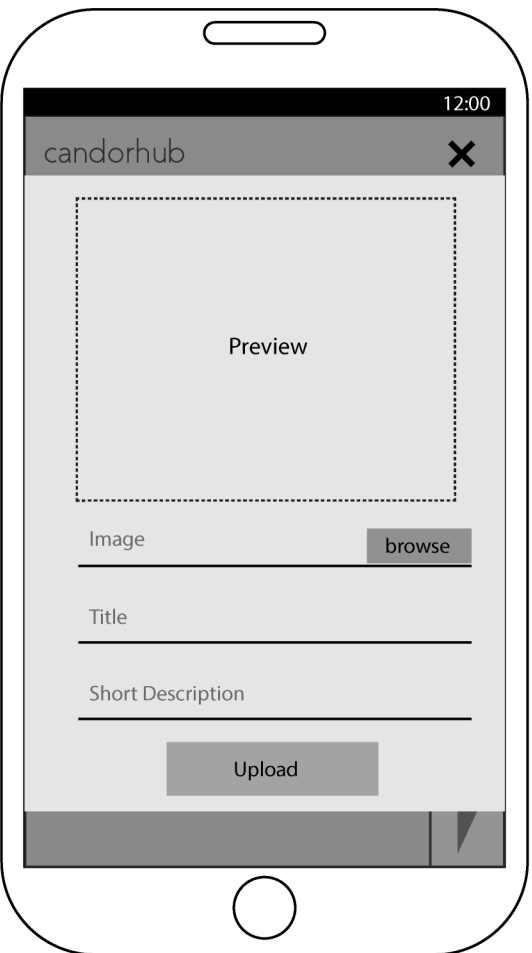 12:00
candorhub
Preview
Image
browse
Title
Short Description
Upload